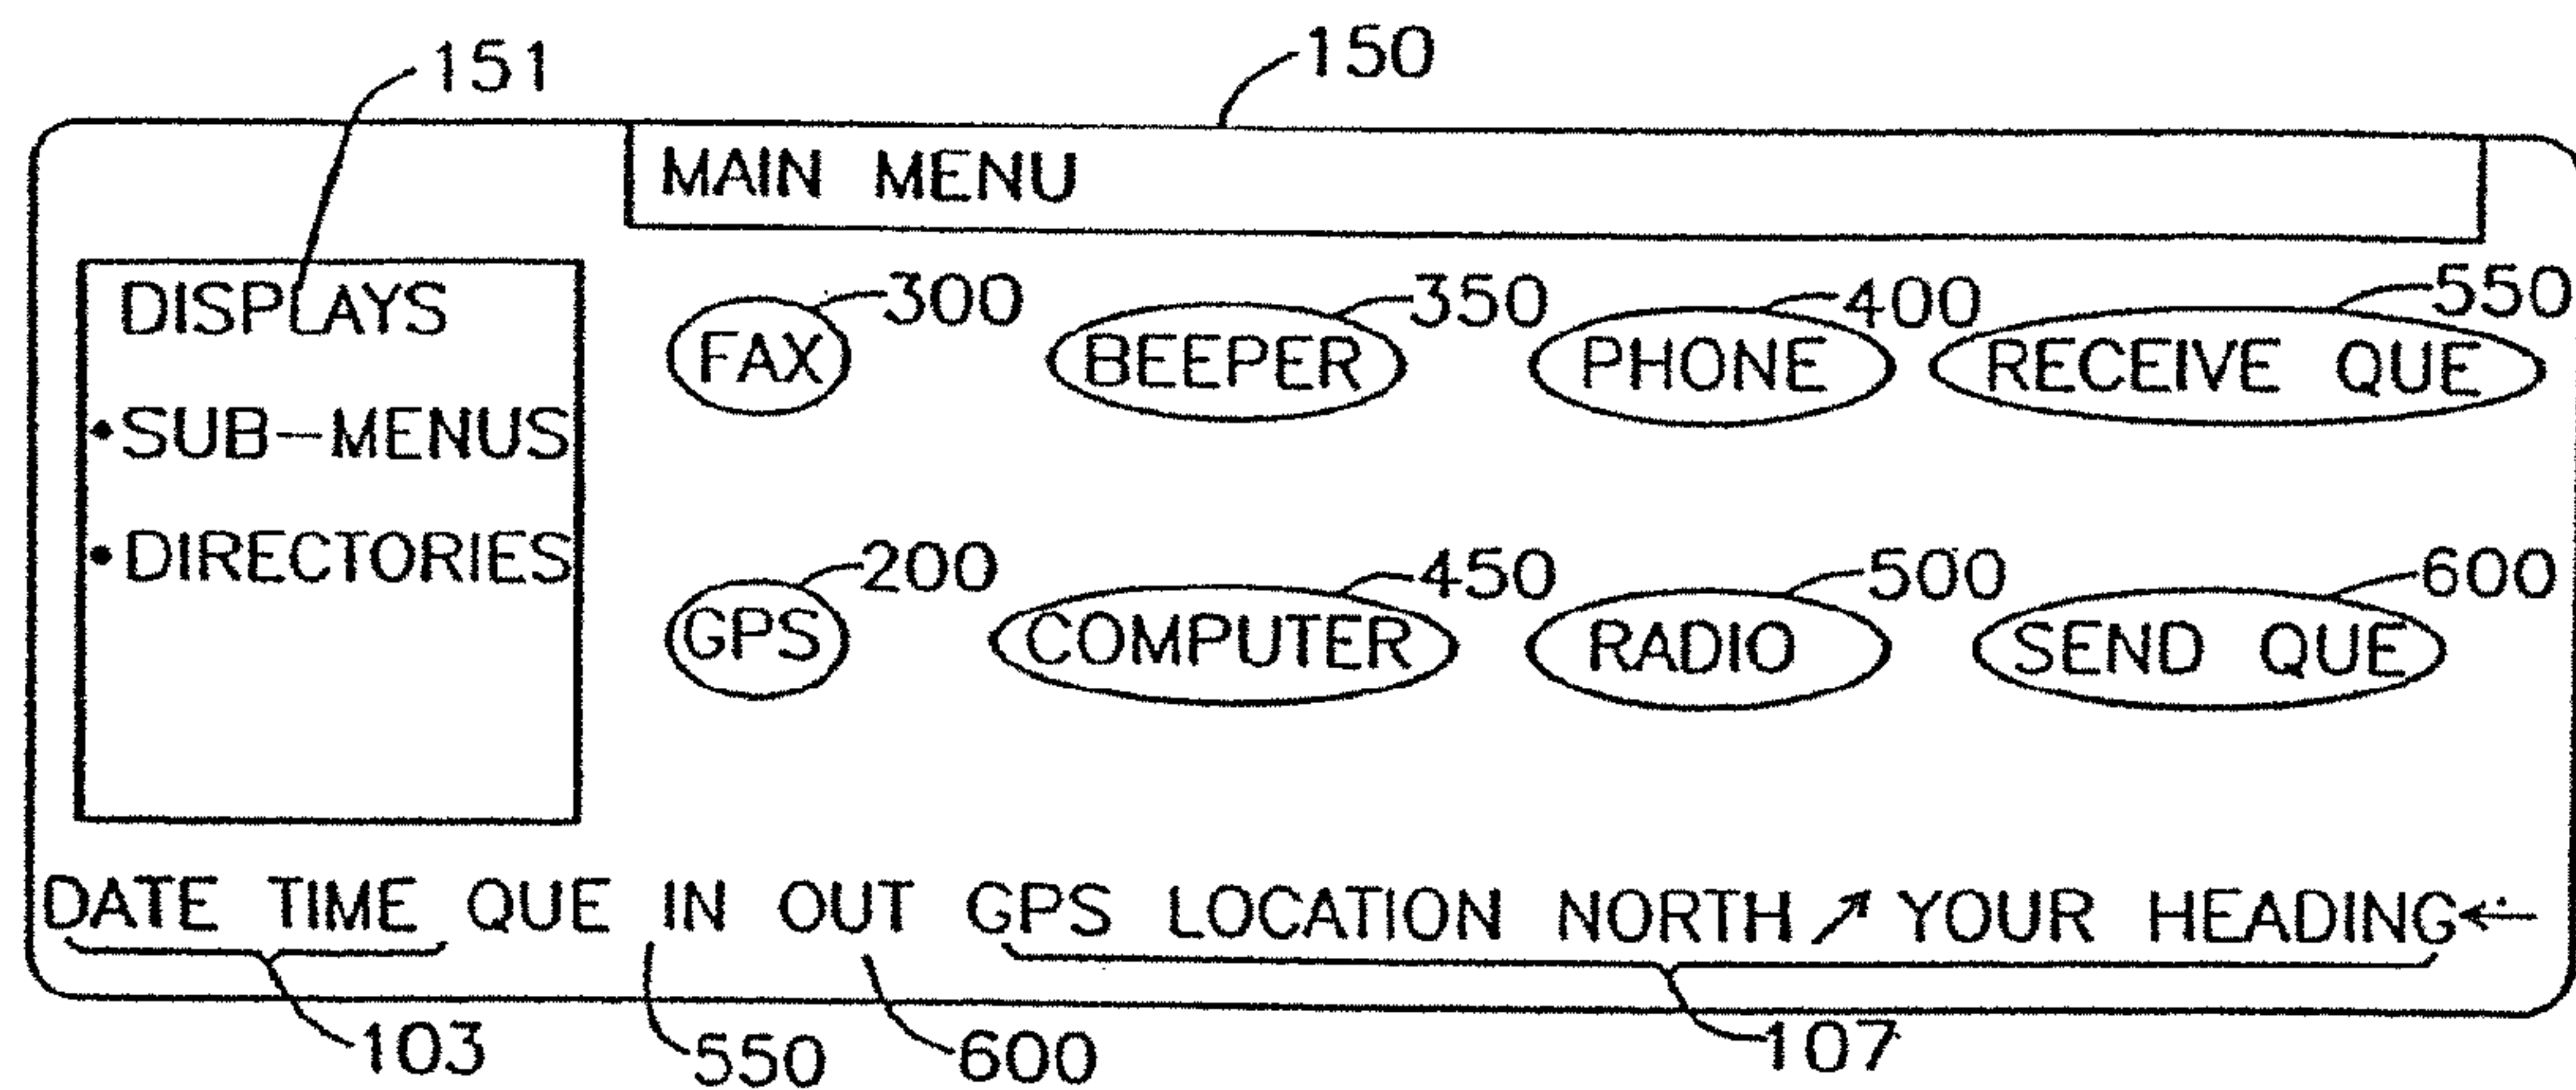 151 150
MAIN MENU
DISPLAYS
•SUB-MENUS
•DIRECTORIES
300 350 400 550
FAX BEEPER PHONE RECEIVE QUE
200 450 500 600
GPS COMPUTER RADIO SEND QUE
DATE TIME QUE IN OUT GPS LOCATION NORTH↗YOUR HEADING←
103 550 600 107